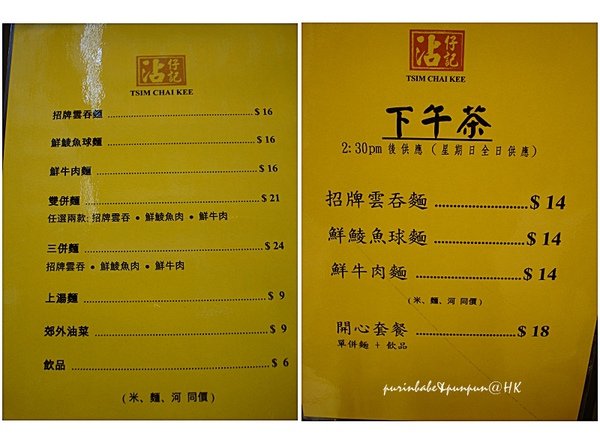 沾仔記
TSIM CHAI KEE
招牌雲吞麵 $ 16
鮮鯪魚球麵 $ 16
鮮牛肉麵 $ 16
雙併麵 $ 21
任選兩款: 招牌雲吞 • 鮮鯪魚肉 • 鮮牛肉
三併麵 $ 24
招牌雲吞 • 鮮鯪魚肉 • 鮮牛肉
上湯麵 $ 9
郊外油菜 $ 9
飲品 $ 6
( 米、麵、河 同價 )
沾仔記
TSIM CHAI KEE
下午茶
2:30pm 後供應 ( 星期日全日供應 )
招牌雲吞麵 $ 14
鮮鯪魚球麵 $ 14
鮮牛肉麵 $ 14
( 米、麵、河 同價 )
開心套餐 $ 18
單併麵 + 飲品
purinbabe&punpun@HK